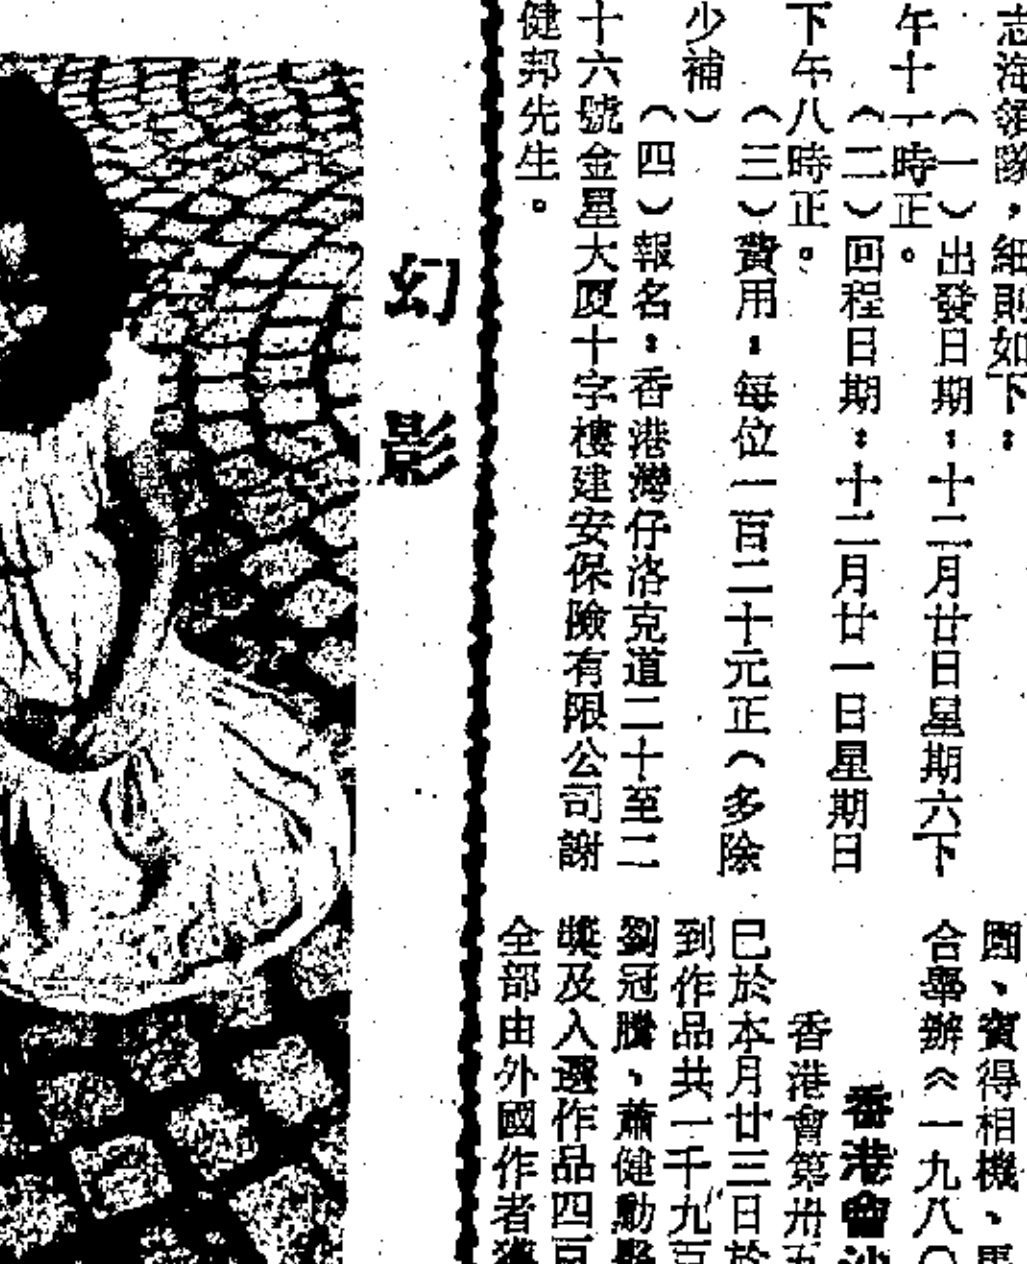 志海循隊，細則如下：
（一）出發日期：十二月廿日星期六下
午十一時正。
（二）回程日期：十二月廿一日星期日
下午八時正。
（三）費用：每位一百二十元正（多除
少補）
（四）報名：香港灣仔洛克道二十至二
十六號金星大厦十字樓建安保險有限公司謝
健邦先生。
幻影
圖、賓得相機、
合舉辦《一九八〇
香港會
香港會第卅五
已於本月廿三日於
到作品共一千九百
劉冠騰、蕭健勳
獎及入選作品四百
全部由外國作者獲